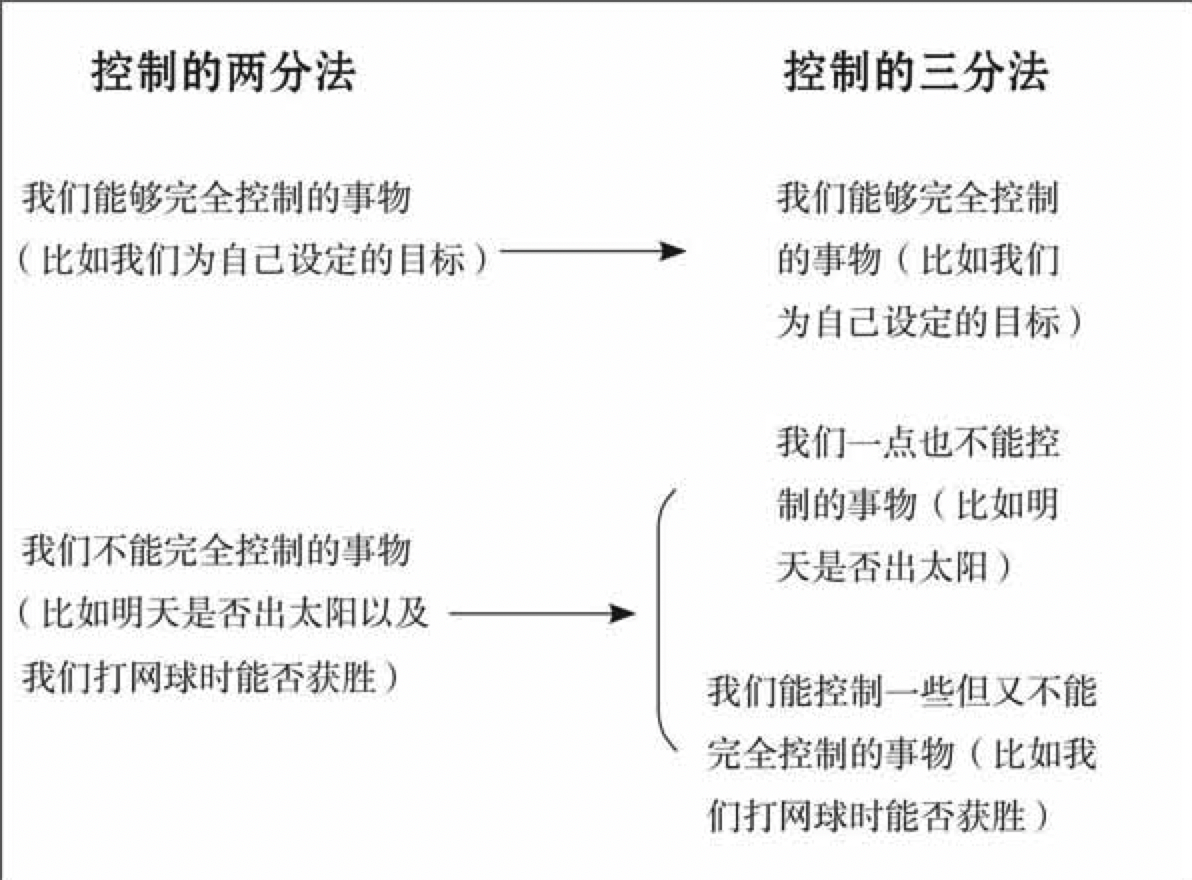 控制的两分法
控制的三分法
我们能够完全控制的事物
（比如我们为自己设定的目标）
我们能够完全控制
的事物（比如我们
为自己设定的目标）
我们不能完全控制的事物
（比如明天是否出太阳以及
我们打网球时能否获胜）
我们一点也不能控
制的事物（比如明
天是否出太阳）
我们能控制一些但又不能
完全控制的事物（比如我
们打网球时能否获胜）